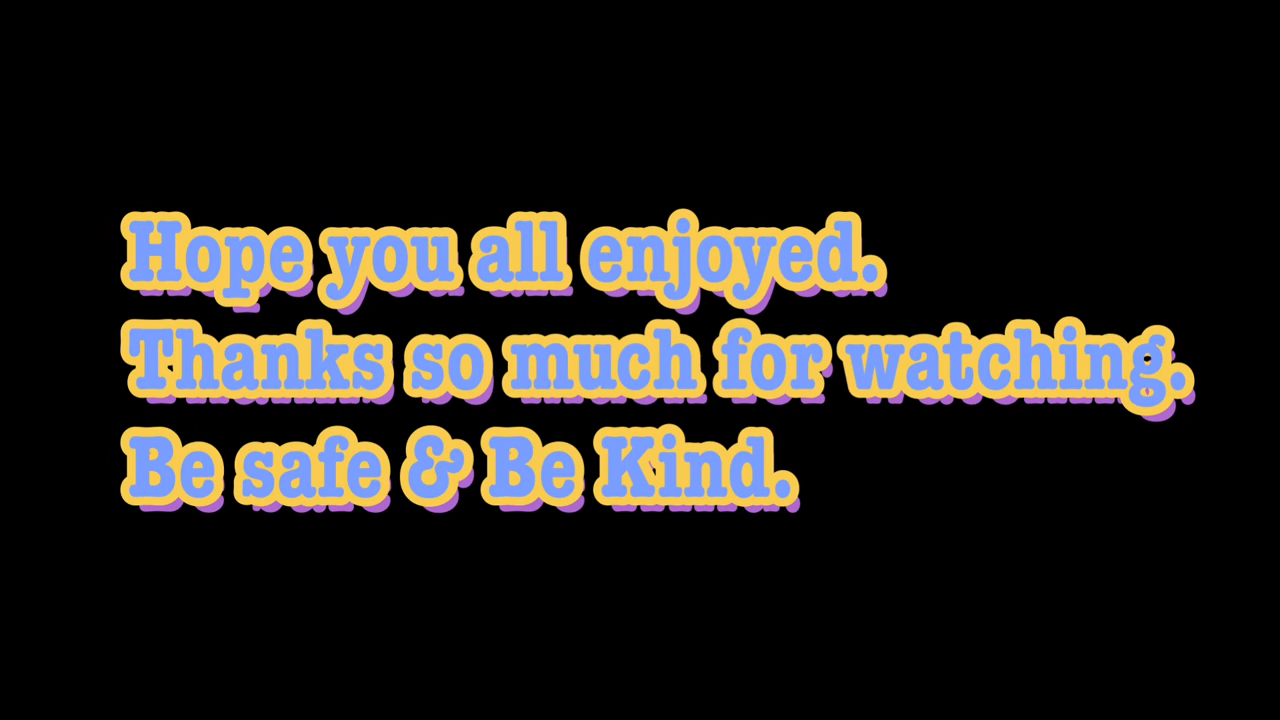 Hope you all enjoyed.
Thanks so much for watching.
Be safe & Be Kind.